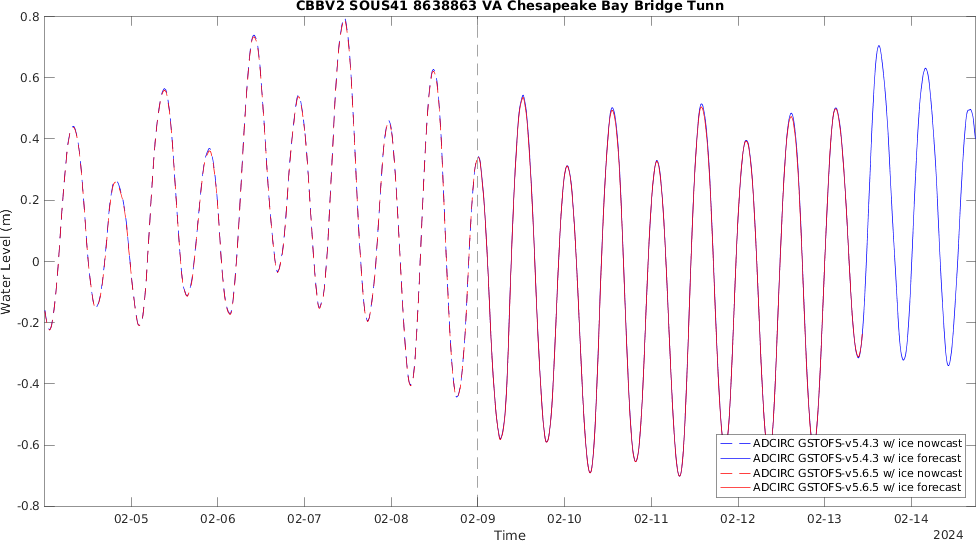 CBBV2 SOUS41 8638863 VA Chesapeake Bay Bridge Tunn
0.8
0.6
0.4
0.2
0
-0.2
-0.4
-0.6
-0.8
Water Level (m)
ADCIRC GSTOFS-v5.4.3 w/ ice nowcast
ADCIRC GSTOFS-v5.4.3 w/ ice forecast
ADCIRC GSTOFS-v5.6.5 w/ ice nowcast
ADCIRC GSTOFS-v5.6.5 w/ ice forecast
02-05 02-06 02-07 02-08 02-09 02-10 02-11 02-12 02-13 02-14
Time
2024